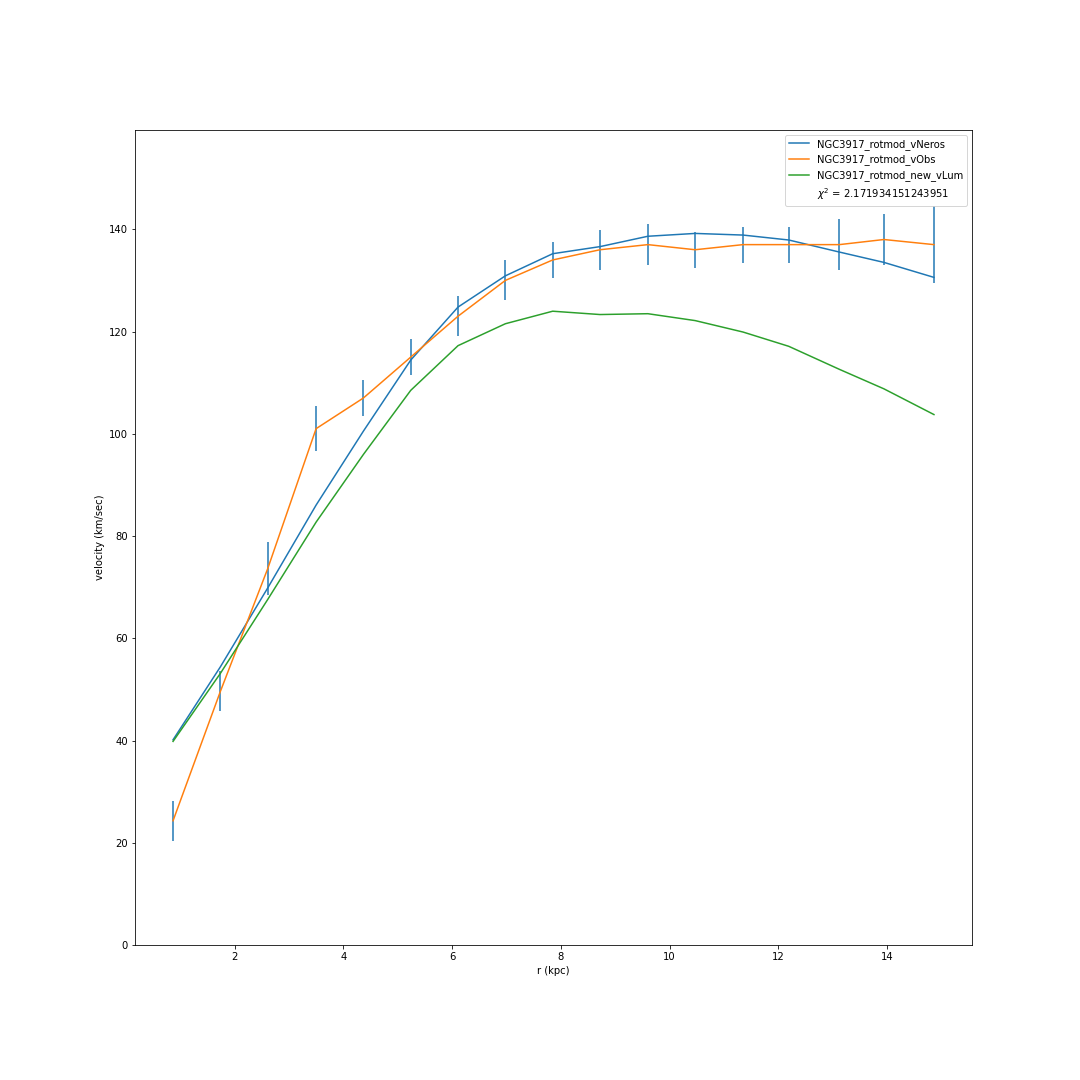 NGC3917_rotmod_vNeros
NGC3917_rotmod_vObs
NGC3917_rotmod_new_vLum
χ² = 2.171934151243951
140
120
100
80
60
40
20
0
velocity (km/sec)
2 4 6 8 10 12 14
r (kpc)